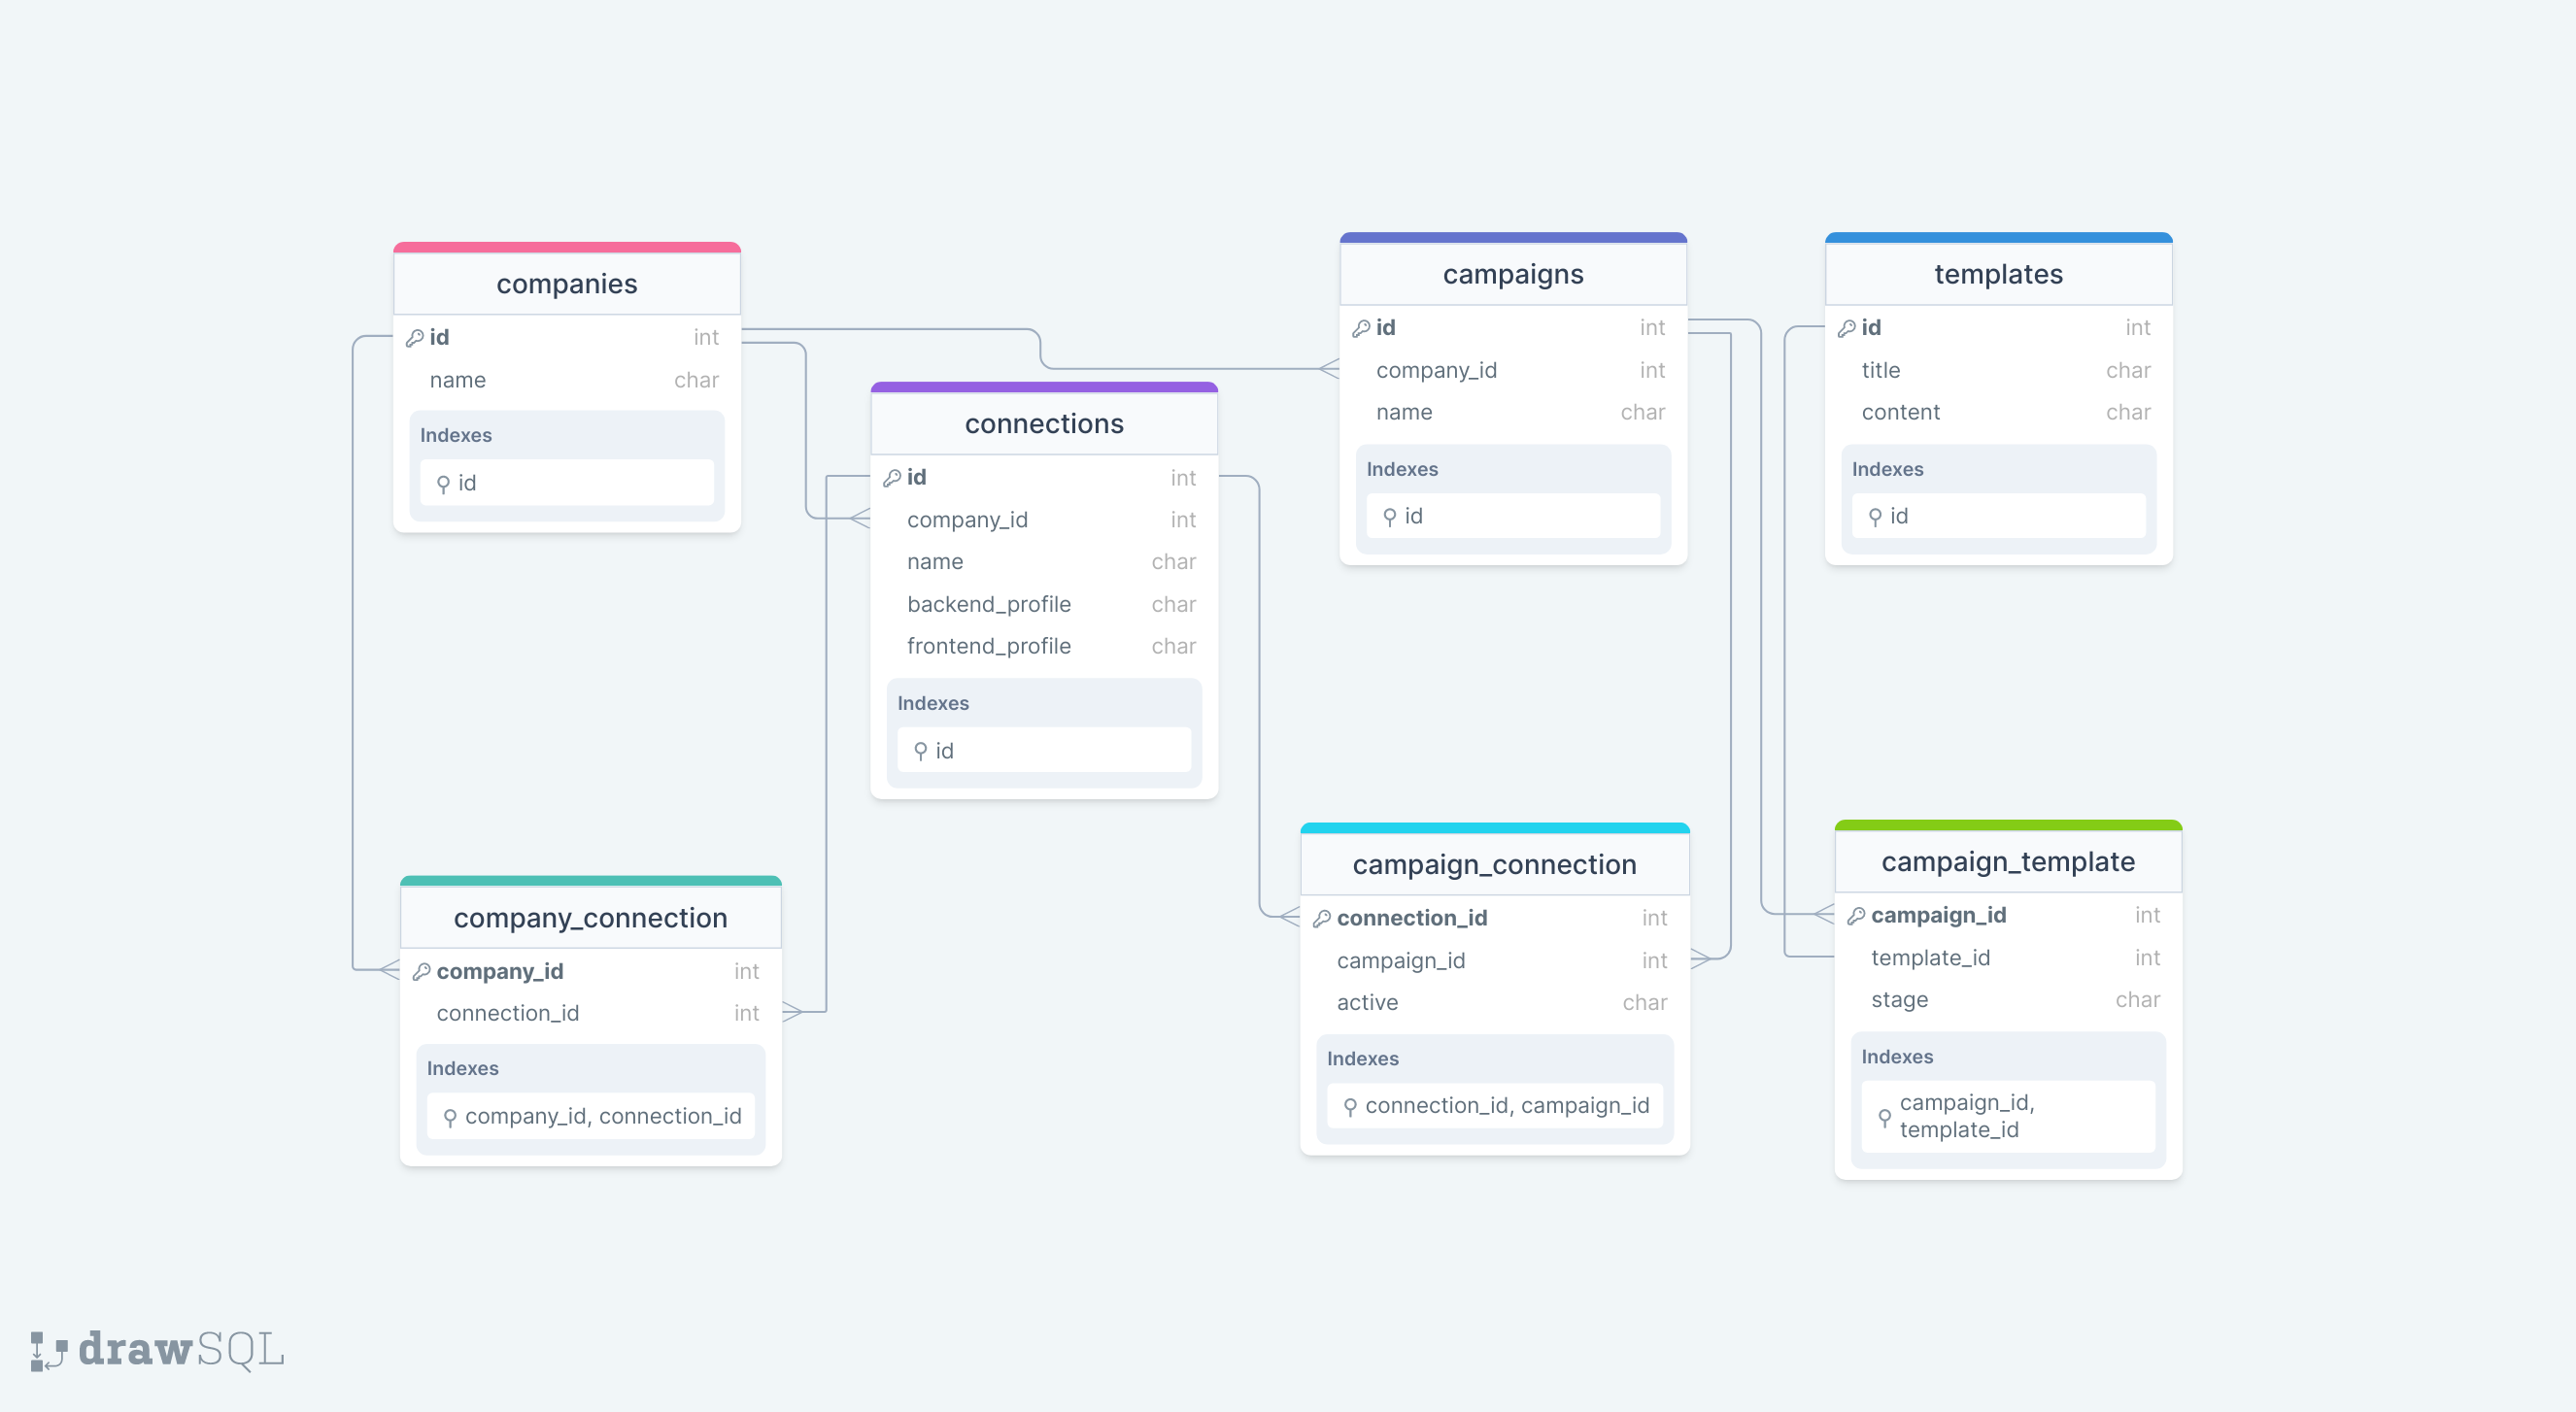 companies
id int
name char
Indexes
id
connections
id int
company_id int
name char
backend_profile char
frontend_profile char
Indexes
id
campaigns
id int
company_id int
name char
Indexes
id
templates
id int
title char
content char
Indexes
id
company_connection
company_id int
connection_id int
Indexes
company_id, connection_id
campaign_connection
connection_id int
campaign_id int
active char
Indexes
connection_id, campaign_id
campaign_template
campaign_id int
template_id int
stage char
Indexes
campaign_id,
template_id
drawSQL